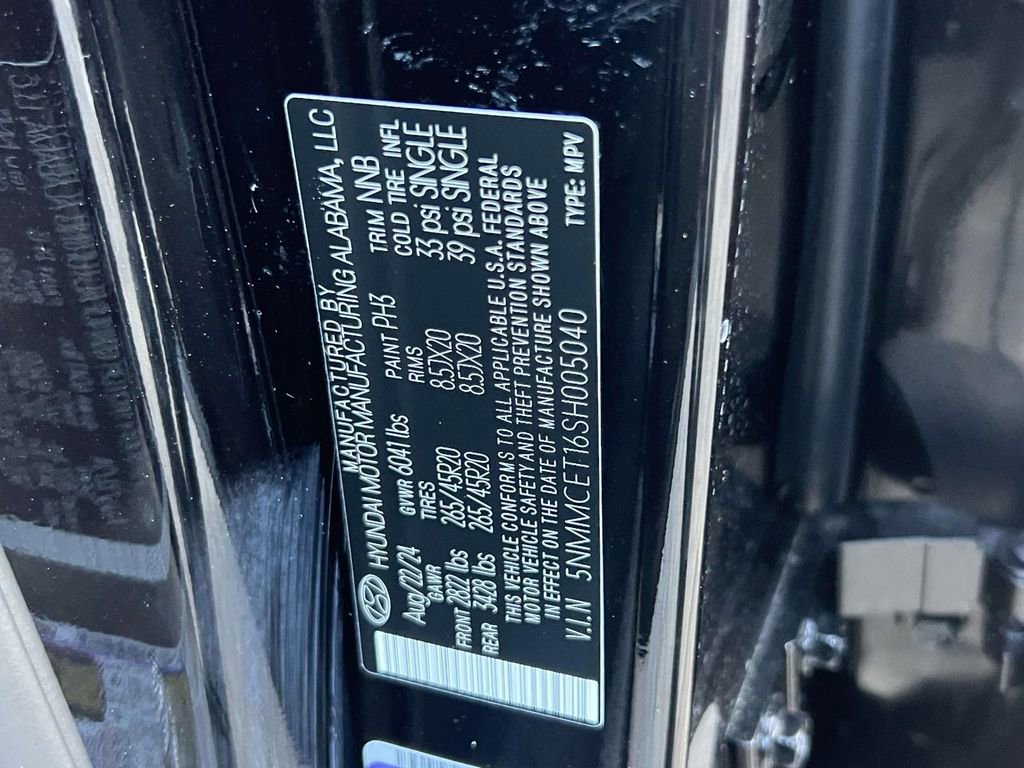 MANUFACTURED BY
HYUNDAI MOTOR MANUFACTURING ALABAMA, LLC
Aug/22/24 GVWR 6041 lbs PAINT PH3 TRIM NNB
GAWR TIRES RIMS COLD TIRE INFL
FRONT 2822 lbs 265/45R20 8.5JX20 33 psi SINGLE
REAR 3428 lbs 265/45R20 8.5JX20 39 psi SINGLE
THIS VEHICLE CONFORMS TO ALL APPLICABLE U.S.A. FEDERAL
MOTOR VEHICLE SAFETY AND THEFT PREVENTION STANDARDS
IN EFFECT ON THE DATE OF MANUFACTURE SHOWN ABOVE
V.I.N 5NMMCET16SH005040 TYPE: MPV